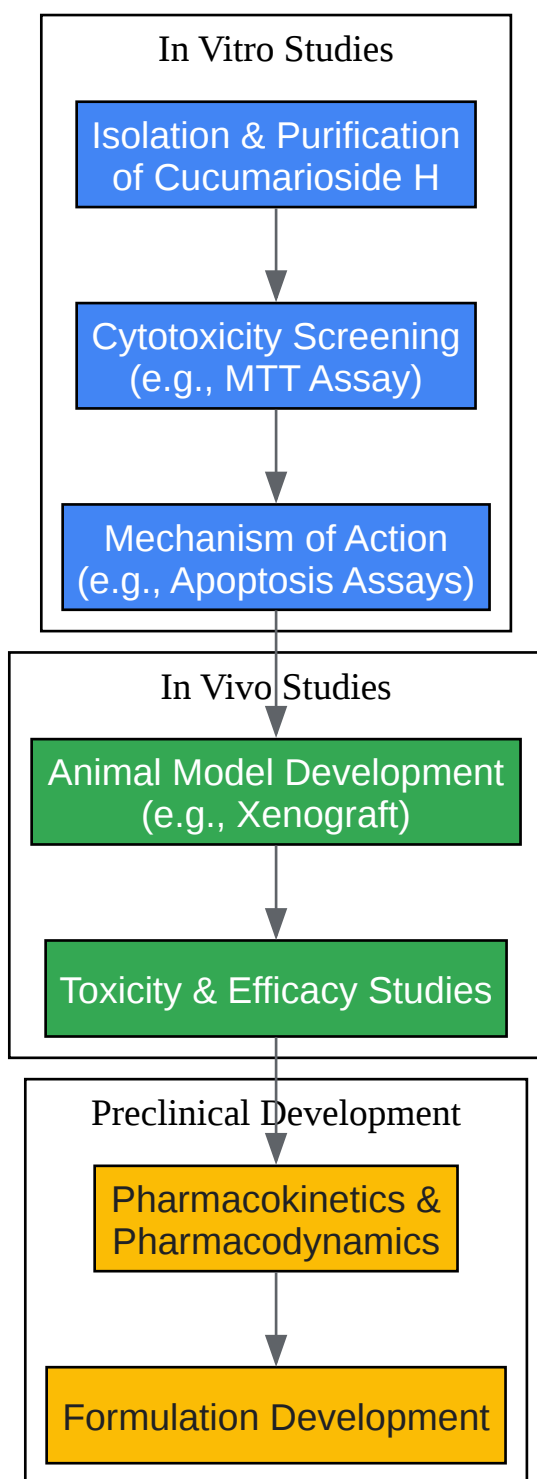 In Vitro Studies
Isolation & Purification
of Cucumarioside H
Cytotoxicity Screening
(e.g., MTT Assay)
Mechanism of Action
(e.g., Apoptosis Assays)
In Vivo Studies
Animal Model Development
(e.g., Xenograft)
Toxicity & Efficacy Studies
Preclinical Development
Pharmacokinetics &
Pharmacodynamics
Formulation Development